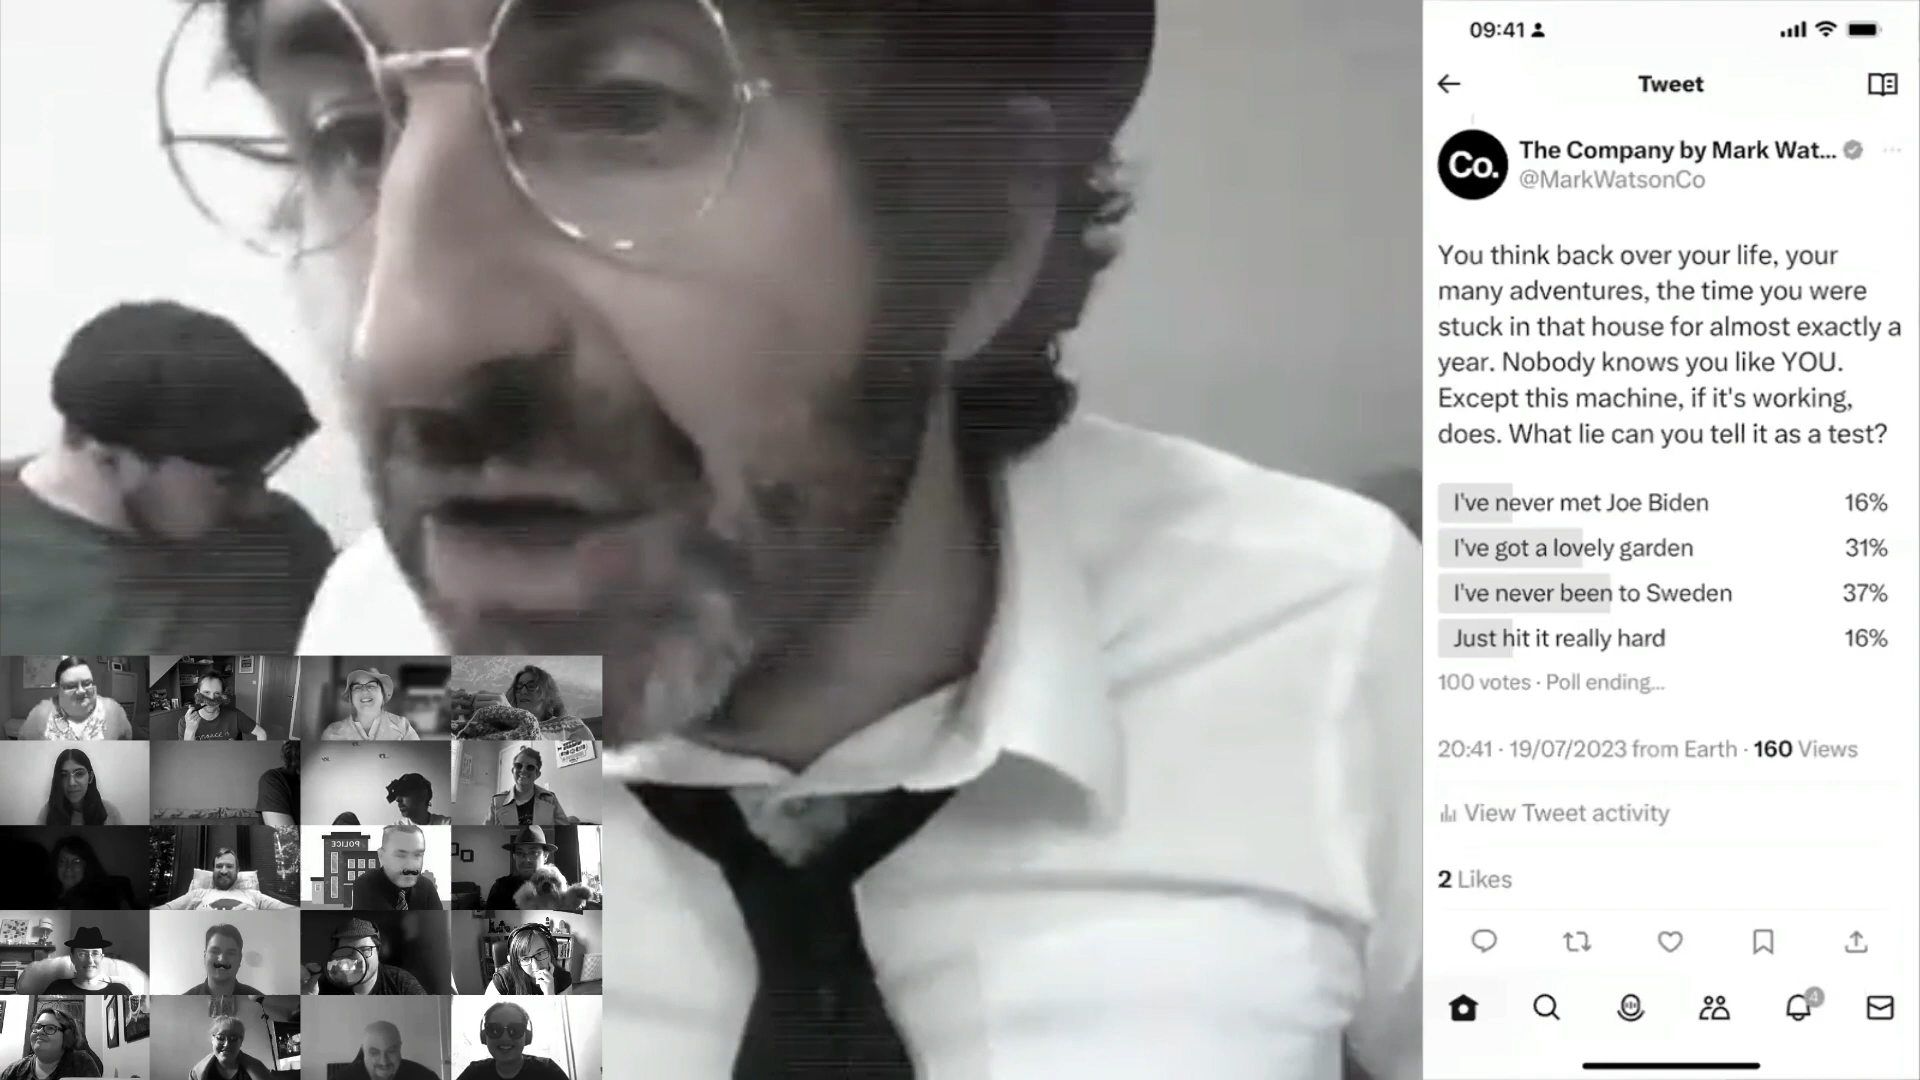 09:41
Tweet
Co.
The Company by Mark Wat...
@MarkWatsonCo
You think back over your life, your
many adventures, the time you were
stuck in that house for almost exactly a
year. Nobody knows you like YOU.
Except this machine, if it's working,
does. What lie can you tell it as a test?
I've never met Joe Biden 16%
I've got a lovely garden 31%
I've never been to Sweden 37%
Just hit it really hard 16%
100 votes · Poll ending...
20:41 · 19/07/2023 from Earth · 160 Views
View Tweet activity
2 Likes
4
POLICE